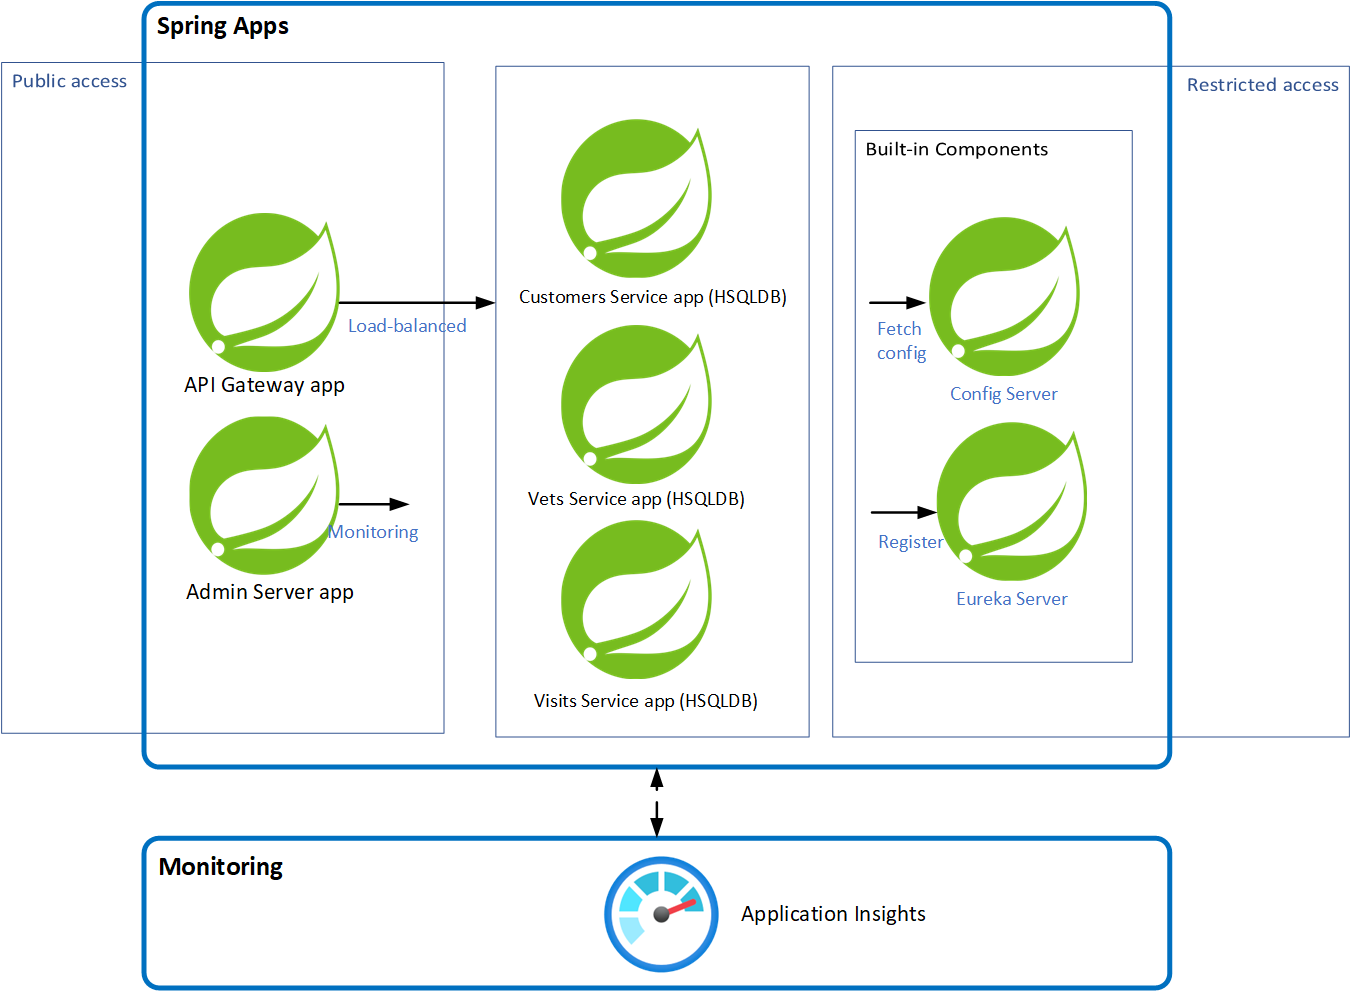 Spring Apps
Public access
Restricted access
Built-in Components
Customers Service app (HSQLDB)
Load-balanced
Fetch
config
API Gateway app
Config Server
Vets Service app (HSQLDB)
Monitoring
Register
Admin Server app
Eureka Server
Visits Service app (HSQLDB)
Monitoring
Application Insights